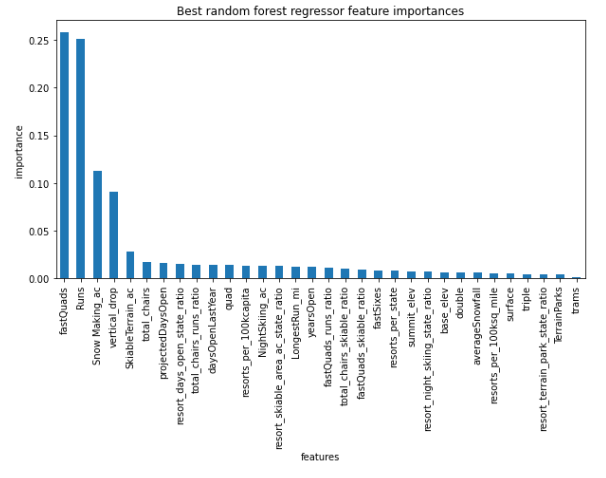 Best random forest regressor feature importances
importance
0.25
0.20
0.15
0.10
0.05
0.00
fastQuads
Runs
Snow Making_ac
vertical_drop
SkiableTerrain_ac
total_chairs
projectedDaysOpen
resort_days_open_state_ratio
total_chairs_runs_ratio
daysOpenLastYear
quad
resorts_per_100kcapita
NightSkiing_ac
resort_skiable_area_ac_state_ratio
LongestRun_mi
yearsOpen
fastQuads_runs_ratio
total_chairs_skiable_ratio
fastQuads_skiable_ratio
fastSixes
resorts_per_state
summit_elev
resort_night_skiing_state_ratio
base_elev
double
averageSnowfall
resorts_per_100ksq_mile
surface
triple
resort_terrain_park_state_ratio
TerrainParks
trams
features